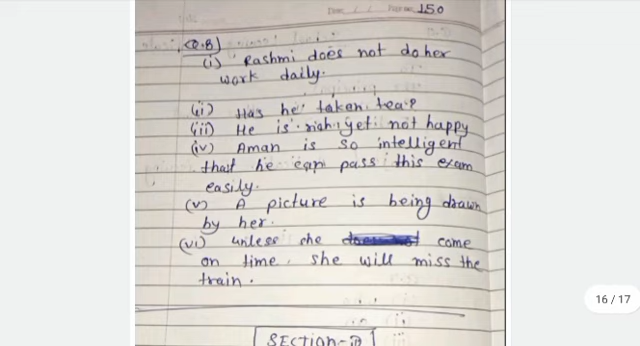 Page No. 150
Q.8]
(i) Rashmi does not do her
work daily.
(ii) Has he taken tea?
(iii) He is rich yet not happy
(iv) Aman is so intelligent
that he can pass this exam
easily.
(v) A picture is being drawn
by her.
(vi) unless she come
on time. she will miss the
train.
SECtion-D
16 / 17